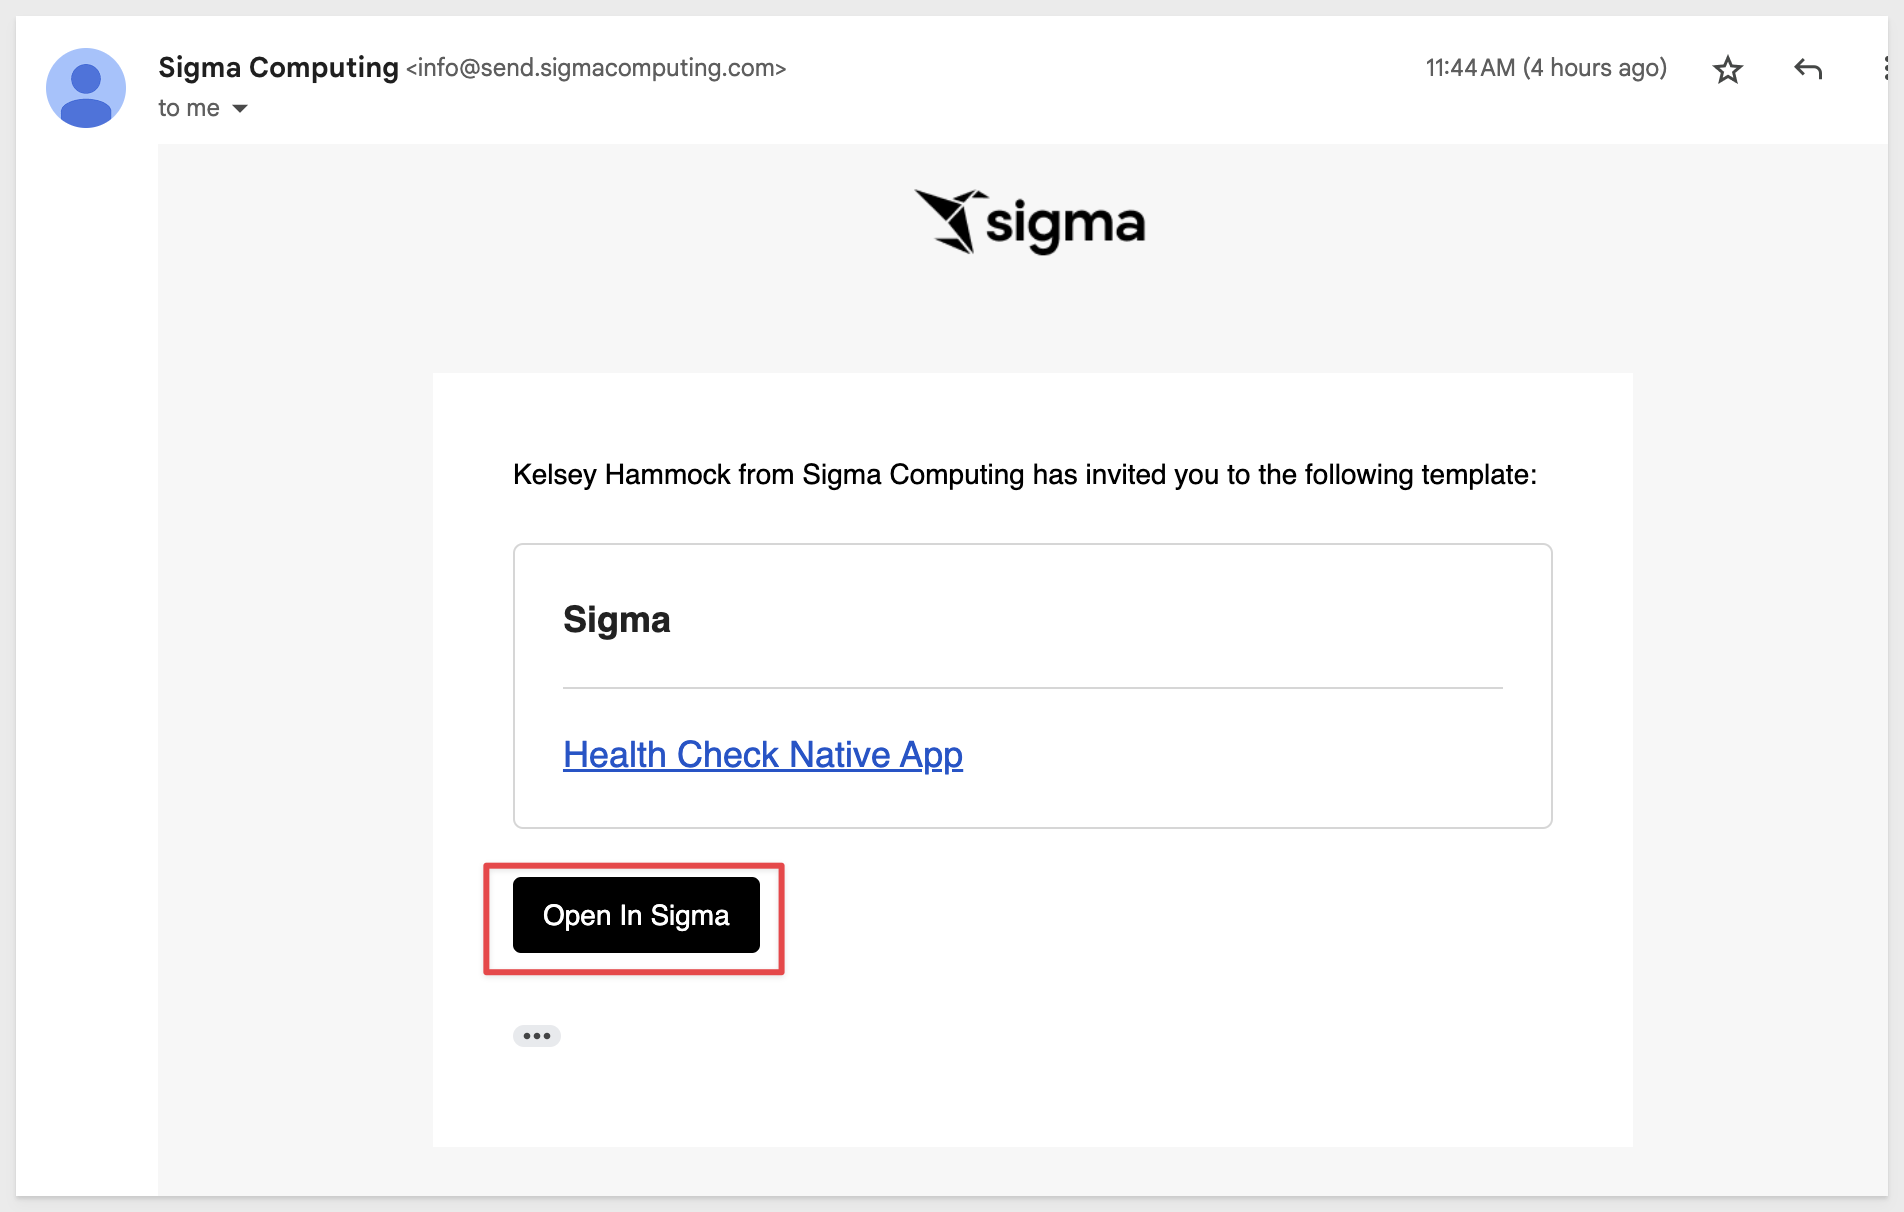 Sigma Computing <info@send.sigmacomputing.com>
11:44 AM (4 hours ago)
to me
sigma
Kelsey Hammock from Sigma Computing has invited you to the following template:
Sigma
Health Check Native App
Open In Sigma